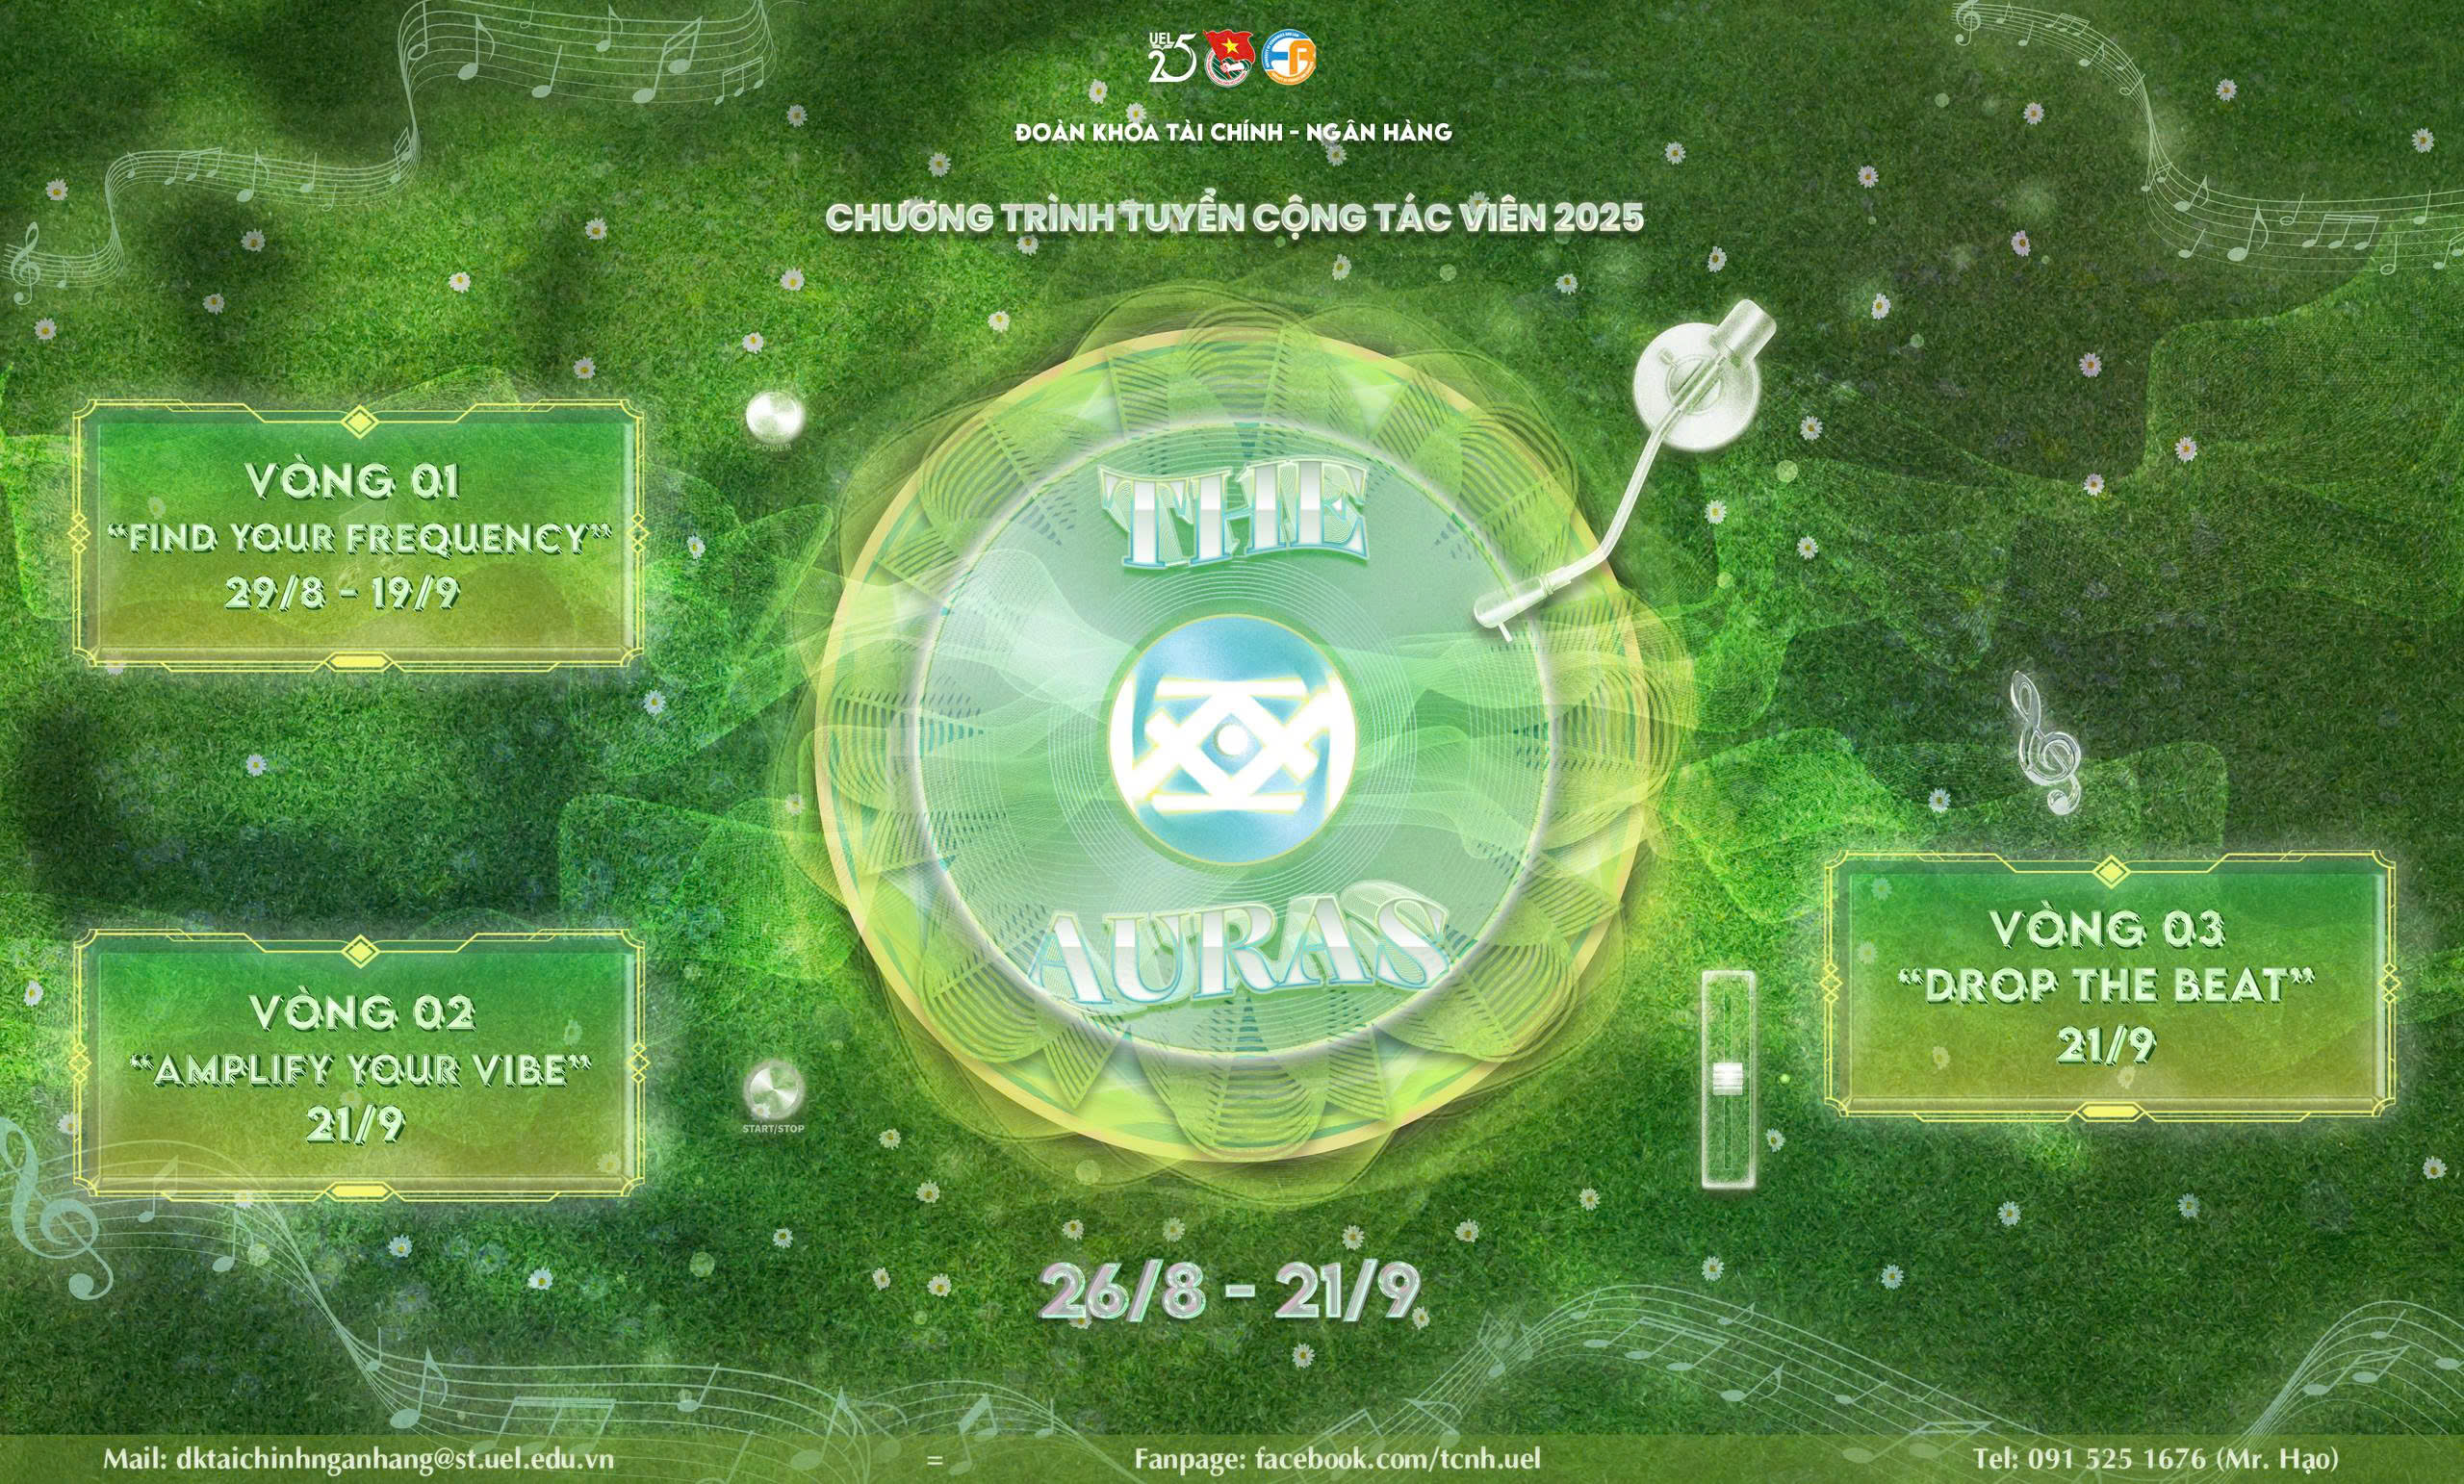 UEL
25
ĐOÀN KHOA TÀI CHÍNH - NGÂN HÀNG
CHƯƠNG TRÌNH TUYỂN CỘNG TÁC VIÊN 2025
POWER
VÒNG 01
“FIND YOUR FREQUENCY”
29/8 - 19/9
THE
AURAS
VÒNG 02
“AMPLIFY YOUR VIBE”
21/9
START/STOP
VÒNG 03
“DROP THE BEAT”
21/9
26/8 - 21/9
Mail: dktaichinhnganhang@st.uel.edu.vn = Fanpage: facebook.com/tcnh.uel Tel: 091 525 1676 (Mr. Hạo)